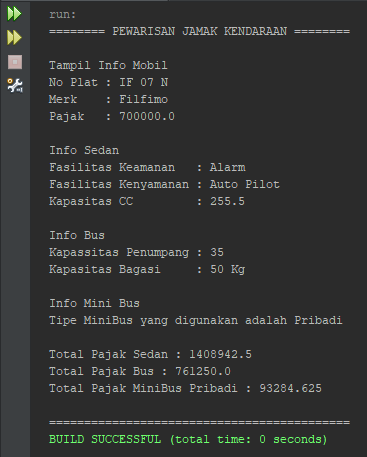 run:
======== PEWARISAN JAMAK KENDARAAN ========
Tampil Info Mobil
No Plat : IF 07 N
Merk    : Filfimo
Pajak   : 700000.0
Info Sedan
Fasilitas Keamanan   : Alarm
Fasilitas Kenyamanan : Auto Pilot
Kapasitas CC         : 255.5
Info Bus
Kapassitas Penumpang : 35
Kapasitas Bagasi     : 50 Kg
Info Mini Bus
Tipe MiniBus yang digunakan adalah Pribadi
Total Pajak Sedan : 1408942.5
Total Pajak Bus : 761250.0
Total Pajak MiniBus Pribadi : 93284.625
===========================================
BUILD SUCCESSFUL (total time: 0 seconds)